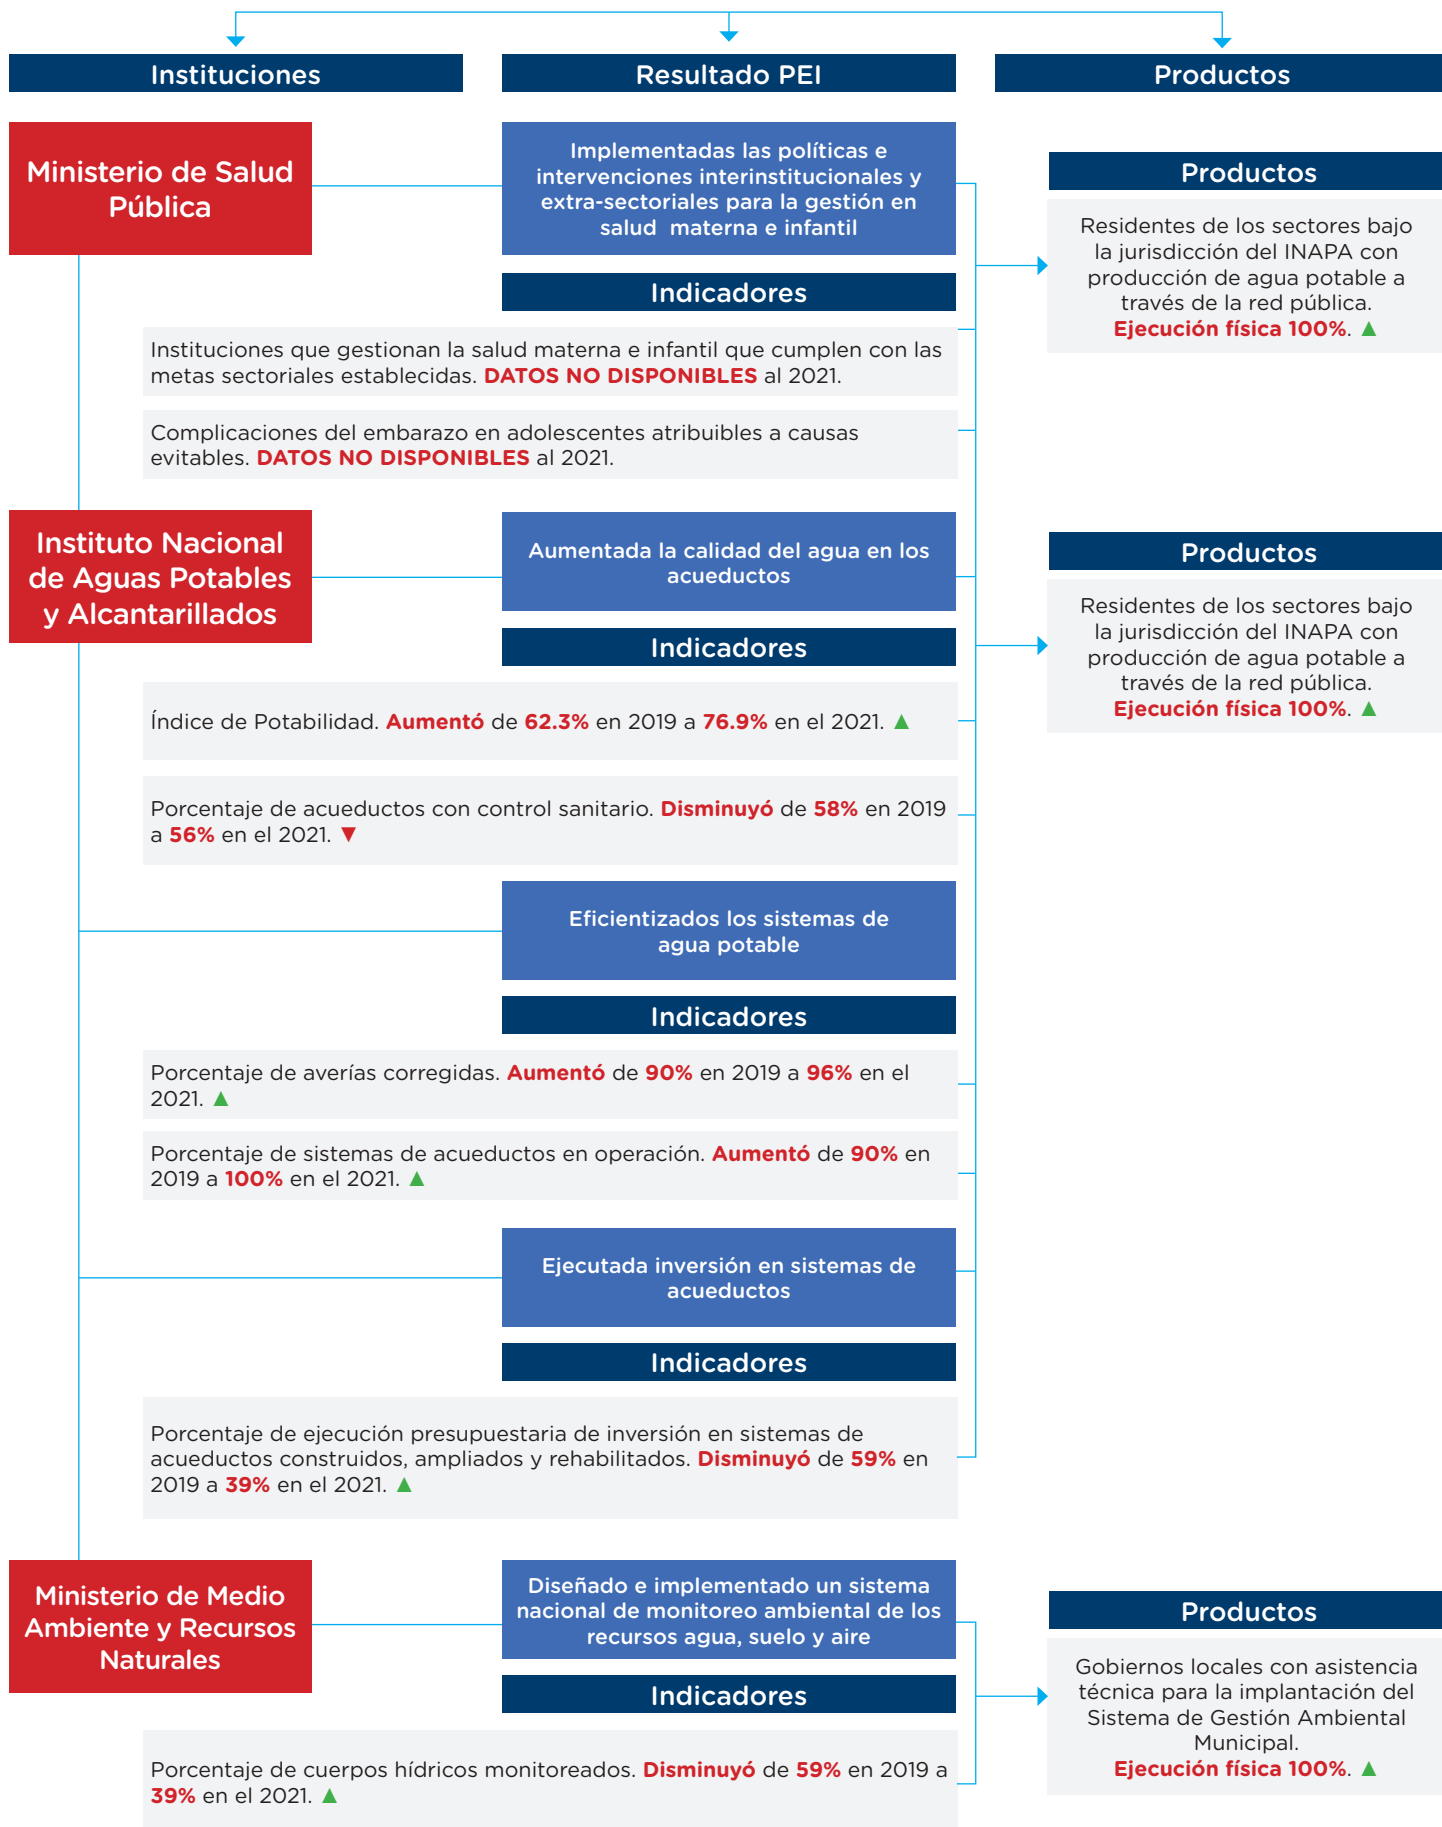 Instituciones
Resultado PEI
Productos
Ministerio de Salud
Pública
Implementadas las políticas e
intervenciones interinstitucionales y
extra-sectoriales para la gestión en
salud materna e infantil
Indicadores
Instituciones que gestionan la salud materna e infantil que cumplen con las
metas sectoriales establecidas. DATOS NO DISPONIBLES al 2021.
Complicaciones del embarazo en adolescentes atribuibles a causas
evitables. DATOS NO DISPONIBLES al 2021.
Productos
Residentes de los sectores bajo
la jurisdicción del INAPA con
producción de agua potable a
través de la red pública.
Ejecución física 100%. ▲
Instituto Nacional
de Aguas Potables
y Alcantarillados
Aumentada la calidad del agua en los
acueductos
Indicadores
Índice de Potabilidad. Aumentó de 62.3% en 2019 a 76.9% en el 2021. ▲
Porcentaje de acueductos con control sanitario. Disminuyó de 58% en 2019
a 56% en el 2021. ▼
Productos
Residentes de los sectores bajo
la jurisdicción del INAPA con
producción de agua potable a
través de la red pública.
Ejecución física 100%. ▲
Eficientizados los sistemas de
agua potable
Indicadores
Porcentaje de averías corregidas. Aumentó de 90% en 2019 a 96% en el
2021. ▲
Porcentaje de sistemas de acueductos en operación. Aumentó de 90% en
2019 a 100% en el 2021. ▲
Ejecutada inversión en sistemas de
acueductos
Indicadores
Porcentaje de ejecución presupuestaria de inversión en sistemas de
acueductos construidos, ampliados y rehabilitados. Disminuyó de 59% en
2019 a 39% en el 2021. ▲
Ministerio de Medio
Ambiente y Recursos
Naturales
Diseñado e implementado un sistema
nacional de monitoreo ambiental de los
recursos agua, suelo y aire
Indicadores
Porcentaje de cuerpos hídricos monitoreados. Disminuyó de 59% en 2019 a
39% en el 2021. ▲
Productos
Gobiernos locales con asistencia
técnica para la implantación del
Sistema de Gestión Ambiental
Municipal.
Ejecución física 100%. ▲